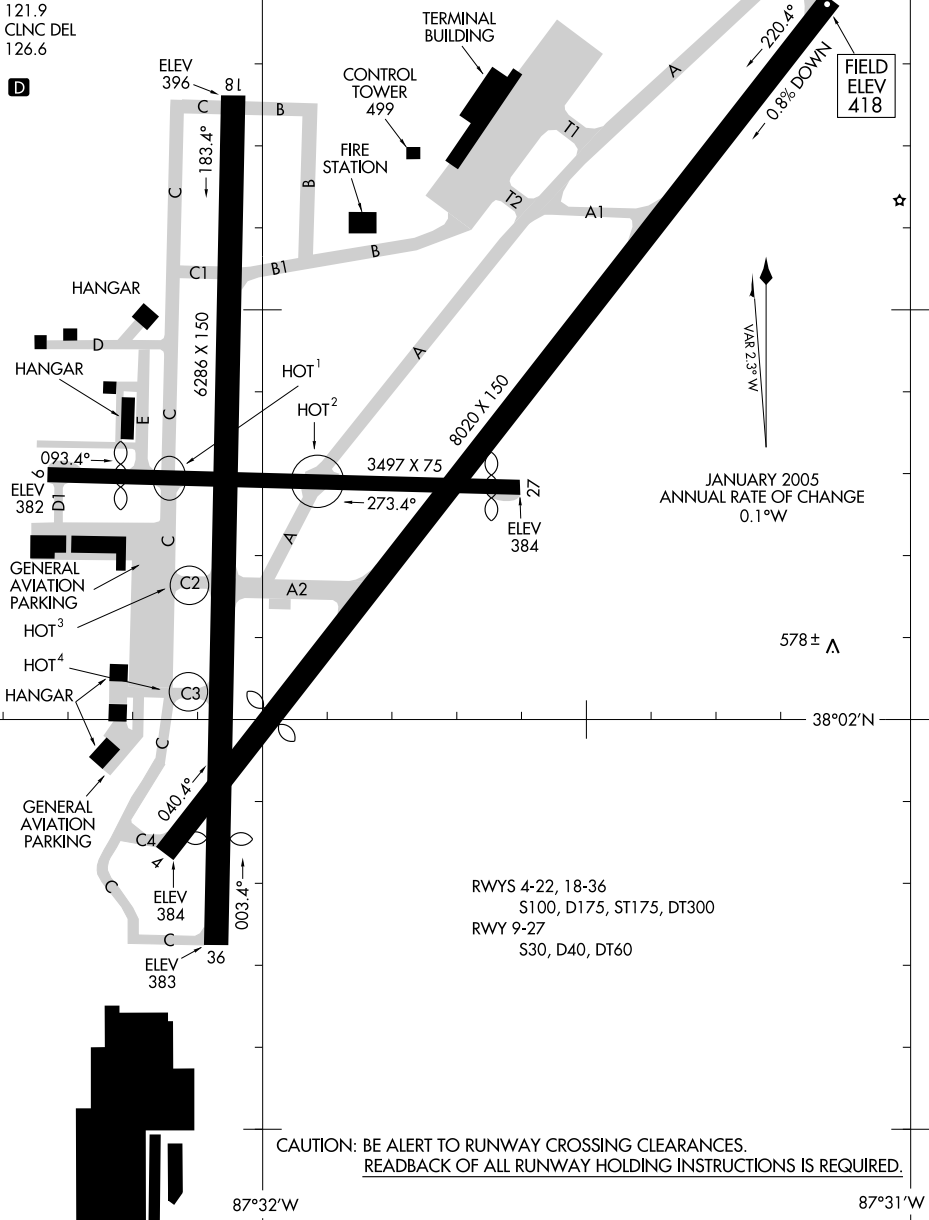 121.9
CLNC DEL
126.6
D
TERMINAL
BUILDING
220.4°
A
0.8% DOWN
FIELD
ELEV
418
ELEV
396
18
CONTROL
TOWER
499
C
B
183.4°
FIRE
STATION
T1
C
B
T2
A1
B
C1
B1
HANGAR
VAR 2.3° W
6286 X 150
D
A
HANGAR
HOT1
HOT2
E
C
8020 X 150
093.4°
3497 X 75
9
ELEV
382
D1
273.4°
27
ELEV
384
JANUARY 2005
ANNUAL RATE OF CHANGE
0.1°W
C
A
GENERAL
AVIATION
PARKING
C2
A2
HOT3
578±
HOT4
HANGAR
C3
38°02'N
C
040.4°
GENERAL
AVIATION
PARKING
C4
4
C
ELEV
384
003.4°
RWYS 4-22, 18-36
S100, D175, ST175, DT300
RWY 9-27
S30, D40, DT60
C
36
ELEV
383
CAUTION: BE ALERT TO RUNWAY CROSSING CLEARANCES.
READBACK OF ALL RUNWAY HOLDING INSTRUCTIONS IS REQUIRED.
87°32'W
87°31'W